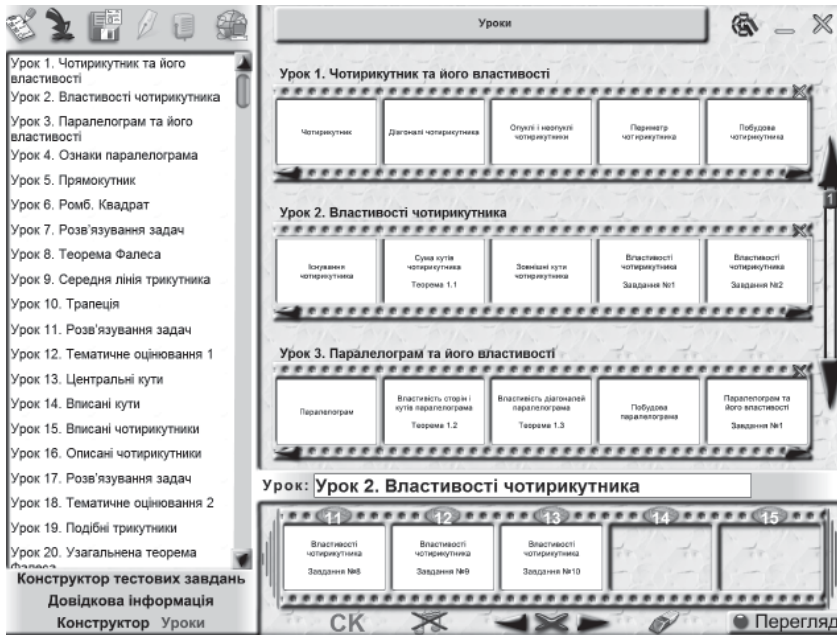 Урок 1. Чотирикутник та його
властивості
Урок 2. Властивості чотирикутника
Урок 3. Паралелограм та його
властивості
Урок 4. Ознаки паралелограма
Урок 5. Прямокутник
Урок 6. Ромб. Квадрат
Урок 7. Розв'язування задач
Урок 8. Теорема Фалеса
Урок 9. Середня лінія трикутника
Урок 10. Трапеція
Урок 11. Розв'язування задач
Урок 12. Тематичне оцінювання 1
Урок 13. Центральні кути
Урок 14. Вписані кути
Урок 15. Вписані чотирикутники
Урок 16. Описані чотирикутники
Урок 17. Розв'язування задач
Урок 18. Тематичне оцінювання 2
Урок 19. Подібні трикутники
Урок 20. Узагальнена теорема
Фалеса
Конструктор тестових завдань
Довідкова інформація
Конструктор Уроки
Уроки
Урок 1. Чотирикутник та його властивості
Чотирикутник
Діагоналі чотирикутника
Опуклі і неопуклі
чотирикутники
Периметр
чотирикутника
Побудова
чотирикутника
1
Урок 2. Властивості чотирикутника
Існування
чотирикутника
Сума кутів
чотирикутника
Теорема 1.1
Зовнішні кути
чотирикутника
Властивості
чотирикутника
Завдання №1
Властивості
чотирикутника
Завдання №2
Урок 3. Паралелограм та його властивості
Паралелограм
Властивість сторін і
кутів паралелограма
Теорема 1.2
Властивість діагоналей
паралелограма
Теорема 1.3
Побудова
паралелограма
Паралелограм та
його властивості
Завдання №1
Урок: Урок 2. Властивості чотирикутника
11 12 13 14 15
Властивості
чотирикутника
Завдання №8
Властивості
чотирикутника
Завдання №9
Властивості
чотирикутника
Завдання №10
СК
Перегляд